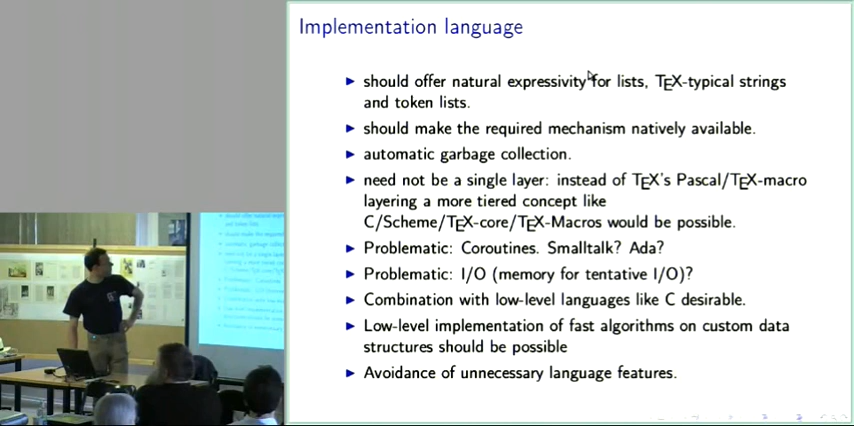 Implementation language
▶ should offer natural expressivity for lists, TEX-typical strings
and token lists.
▶ should make the required mechanism natively available.
▶ automatic garbage collection.
▶ need not be a single layer: instead of TEX's Pascal/TEX-macro
layering a more tiered concept like
C/Scheme/TEX-core/TEX-Macros would be possible.
▶ Problematic: Coroutines. Smalltalk? Ada?
▶ Problematic: I/O (memory for tentative I/O)?
▶ Combination with low-level languages like C desirable.
▶ Low-level implementation of fast algorithms on custom data
structures should be possible
▶ Avoidance of unnecessary language features.